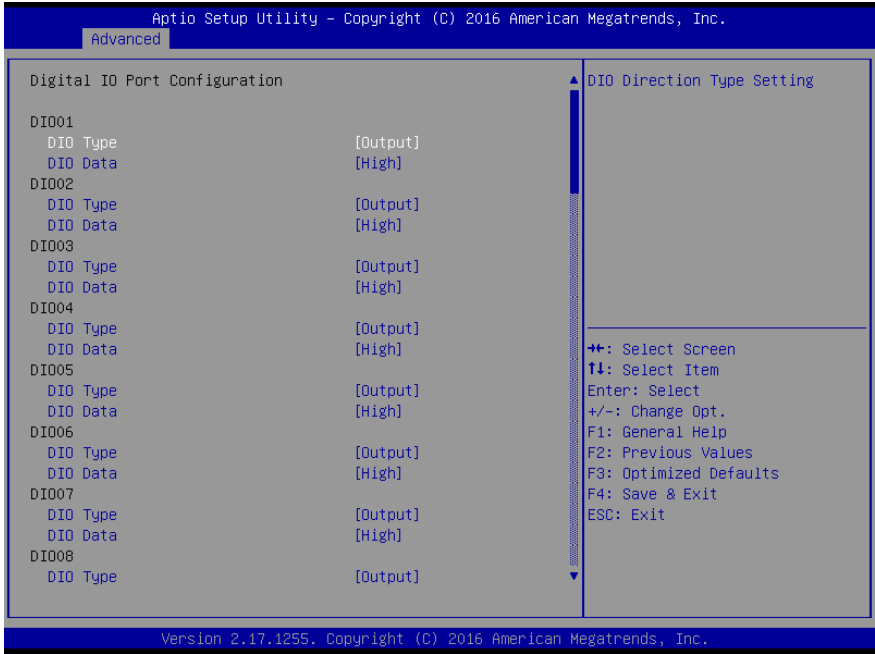 Aptio Setup Utility – Copyright (C) 2016 American Megatrends, Inc.
Advanced
Digital IO Port Configuration
DIO01
DIO Type [Output]
DIO Data [High]
DIO02
DIO Type [Output]
DIO Data [High]
DIO03
DIO Type [Output]
DIO Data [High]
DIO04
DIO Type [Output]
DIO Data [High]
DIO05
DIO Type [Output]
DIO Data [High]
DIO06
DIO Type [Output]
DIO Data [High]
DIO07
DIO Type [Output]
DIO Data [High]
DIO08
DIO Type [Output]
DIO Direction Type Setting
→←: Select Screen
↑↓: Select Item
Enter: Select
+/-: Change Opt.
F1: General Help
F2: Previous Values
F3: Optimized Defaults
F4: Save & Exit
ESC: Exit
Version 2.17.1255. Copyright (C) 2016 American Megatrends, Inc.